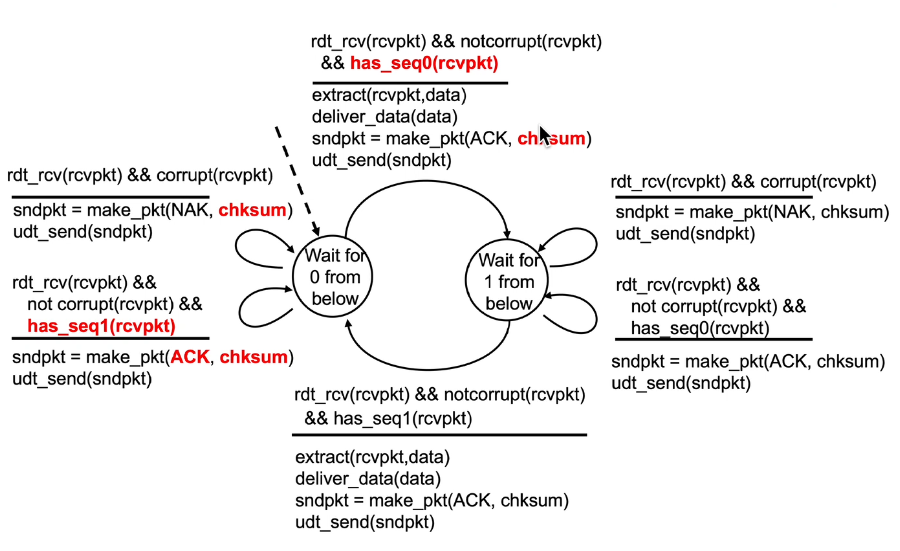 rdt_rcv(rcvpkt) && notcorrupt(rcvpkt)
&& has_seq0(rcvpkt)
extract(rcvpkt,data)
deliver_data(data)
sndpkt = make_pkt(ACK, chksum)
udt_send(sndpkt)
rdt_rcv(rcvpkt) && corrupt(rcvpkt)
sndpkt = make_pkt(NAK, chksum)
udt_send(sndpkt)
rdt_rcv(rcvpkt) &&
not corrupt(rcvpkt) &&
has_seq1(rcvpkt)
sndpkt = make_pkt(ACK, chksum)
udt_send(sndpkt)
Wait for
0 from
below
Wait for
1 from
below
rdt_rcv(rcvpkt) && corrupt(rcvpkt)
sndpkt = make_pkt(NAK, chksum)
udt_send(sndpkt)
rdt_rcv(rcvpkt) &&
not corrupt(rcvpkt) &&
has_seq0(rcvpkt)
sndpkt = make_pkt(ACK, chksum)
udt_send(sndpkt)
rdt_rcv(rcvpkt) && notcorrupt(rcvpkt)
&& has_seq1(rcvpkt)
extract(rcvpkt,data)
deliver_data(data)
sndpkt = make_pkt(ACK, chksum)
udt_send(sndpkt)